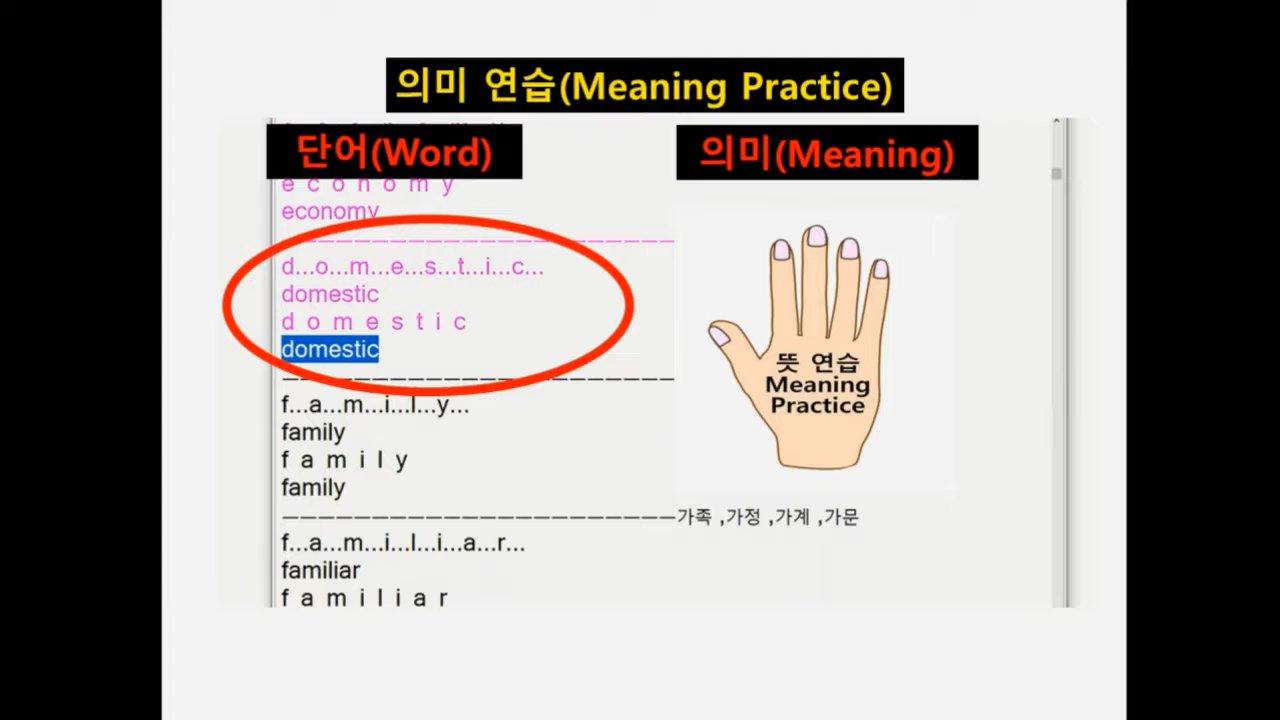 의미 연습(Meaning Practice)
단어(Word)
의미(Meaning)
e c o n o m y
economy
d...o...m...e...s...t...i...c...
domestic
d o m e s t i c
domestic
f...a...m...i...l...y...
family
f a m i l y
family
f...a...m...i...l...i...a...r...
familiar
f a m i l i a r
뜻 연습
Meaning
Practice
가족 ,가정 ,가계 ,가문